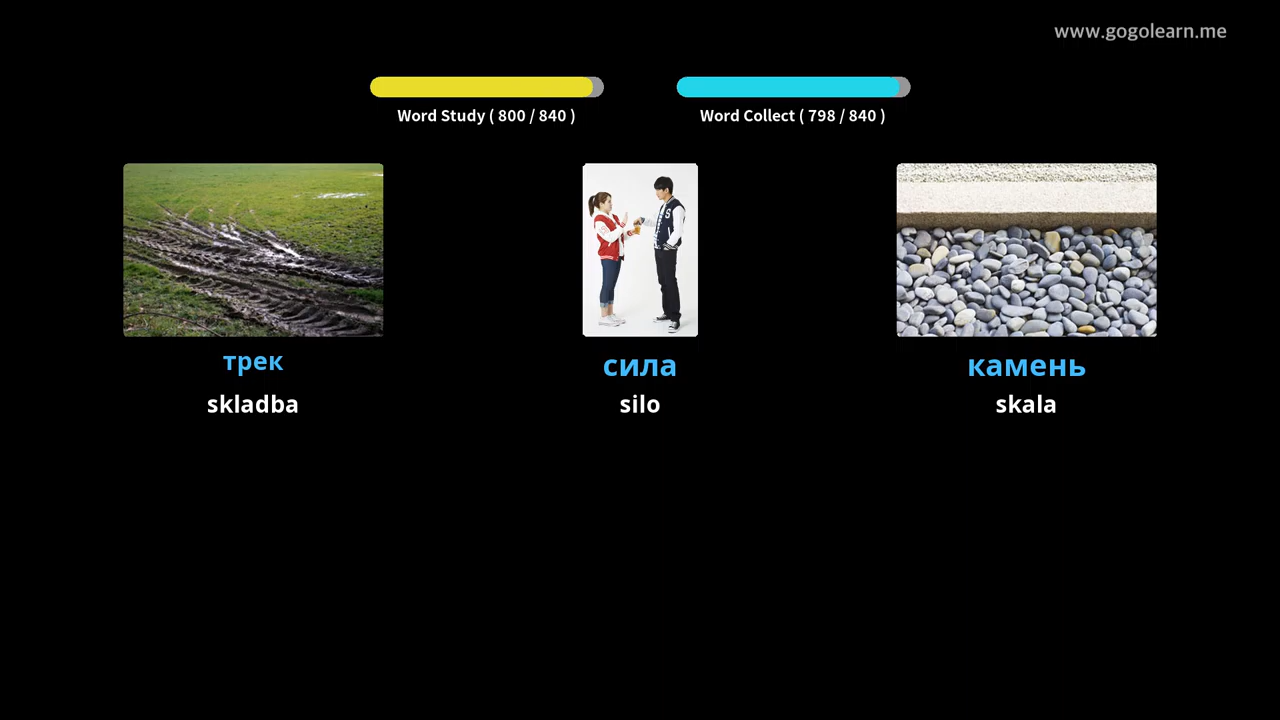 www.gogolearn.me
Word Study ( 800 / 840 )
Word Collect ( 798 / 840 )
трек
сила
камень
skladba
silo
skala